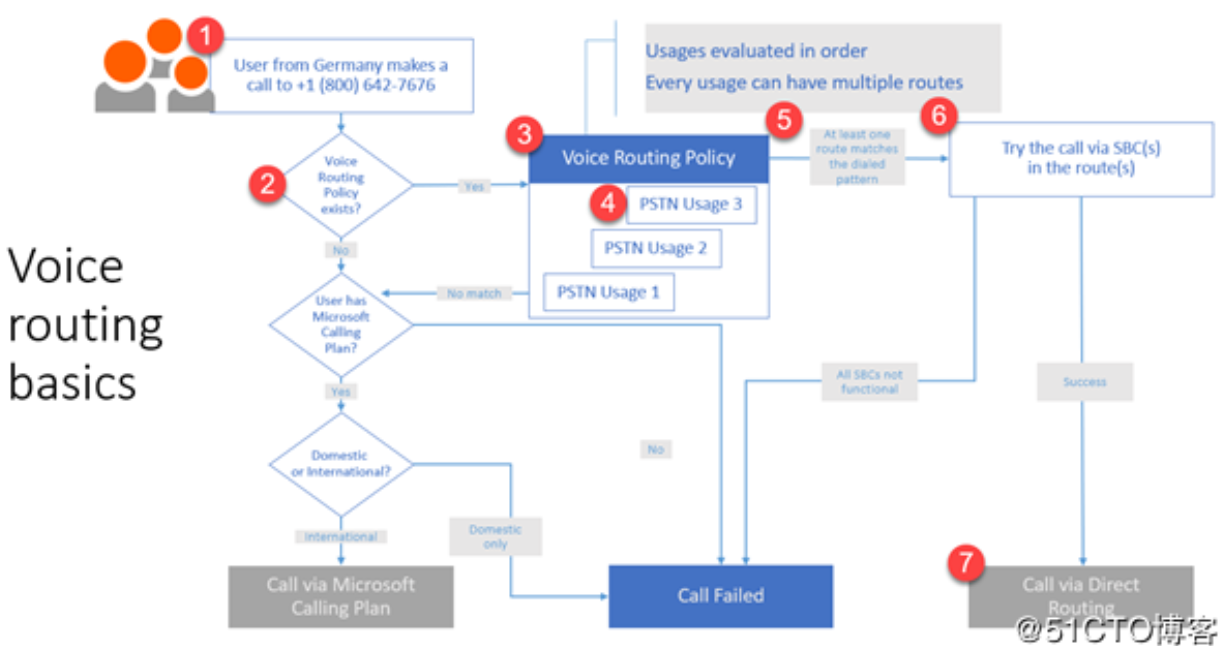 Voice
routing
basics
1
User from Germany makes a
call to +1 (800) 642-7676
2
Voice
Routing
Policy
exists?
Yes
No
3
Voice Routing Policy
4
PSTN Usage 3
PSTN Usage 2
PSTN Usage 1
No match
Usages evaluated in order
Every usage can have multiple routes
5
At least one
route matches
the dialed
pattern
6
Try the call via SBC(s)
in the route(s)
User has
Microsoft
Calling
Plan?
Yes
No
All SBCs not
functional
Success
Domestic
or International?
International
Domestic
only
Call via Microsoft
Calling Plan
Call Failed
7
Call via Direct
Routing
@51CTO博客